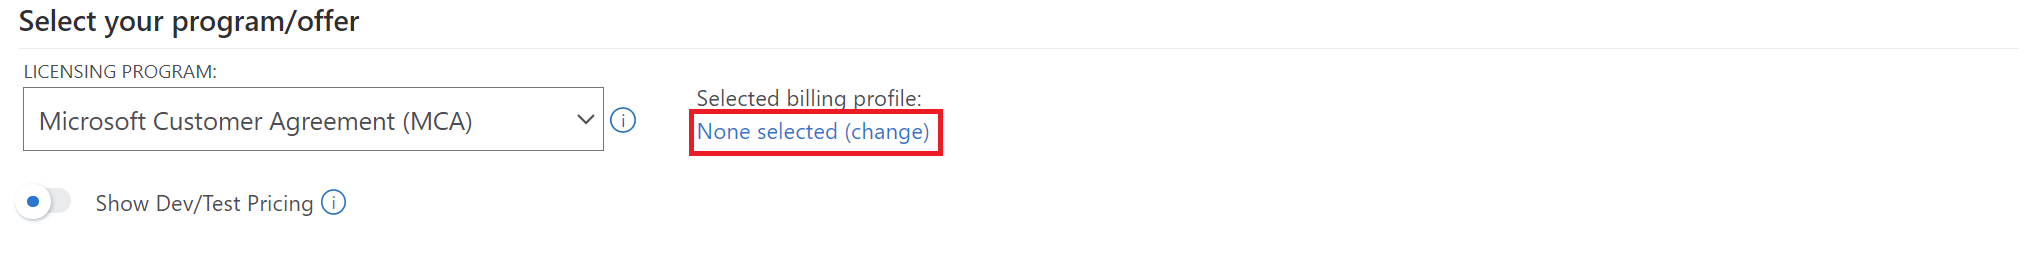 Select your program/offer
LICENSING PROGRAM:
Microsoft Customer Agreement (MCA)
Selected billing profile:
None selected (change)
Show Dev/Test Pricing